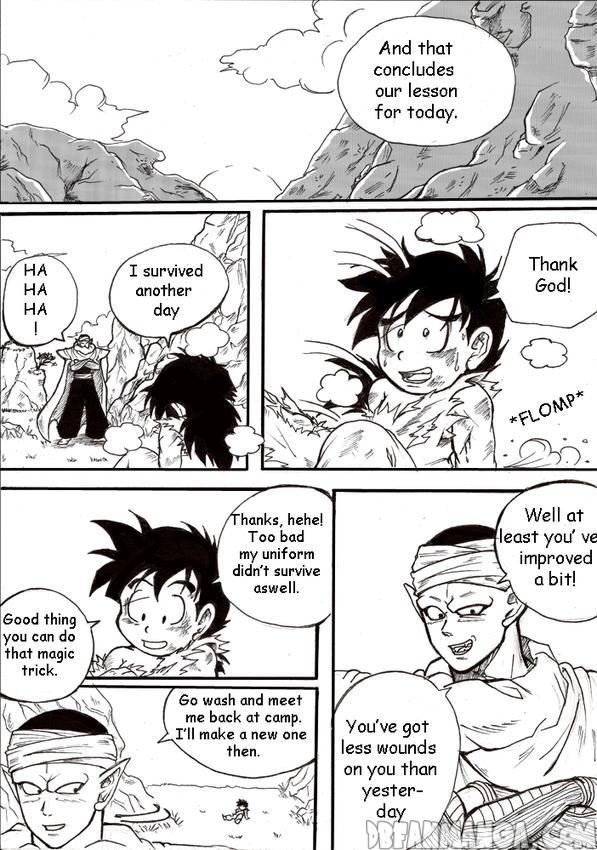 And that
concludes
our lesson
for today.
HA
HA
HA
!
I survived
another
day
Thank
God!
*FLOMP*
Thanks, hehe!
Too bad
my uniform
didn't survive
aswell.
Good thing
you can do
that magic
trick.
Well at
least you' ve
improved
a bit!
You've got
less wounds
on you than
yester-
day
Go wash and meet
me back at camp.
I'll make a new one
then.
DBFANMANGA.COM